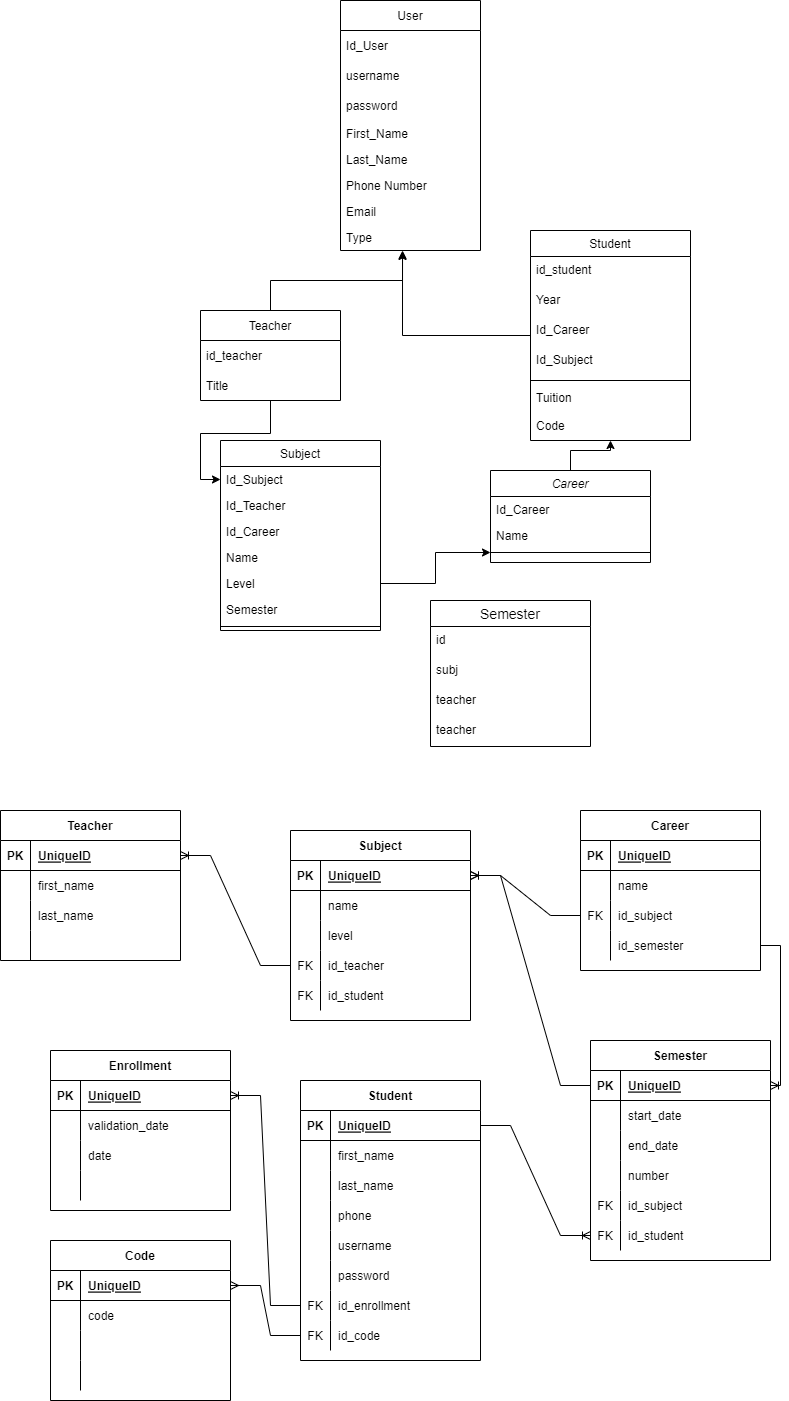 User
Id_User
username
password
First_Name
Last_Name
Phone Number
Email
Type
Student
id_student
Year
Id_Career
Id_Subject
Tuition
Code
Teacher
id_teacher
Title
Subject
Id_Subject
Id_Teacher
Id_Career
Name
Level
Semester
Career
Id_Career
Name
Semester
id
subj
teacher
teacher
Teacher
PK UniqueID
first_name
last_name
Subject
PK UniqueID
name
level
FK id_teacher
FK id_student
Career
PK UniqueID
name
FK id_subject
id_semester
Enrollment
PK UniqueID
validation_date
date
Student
PK UniqueID
first_name
last_name
phone
username
password
FK id_enrollment
FK id_code
Semester
PK UniqueID
start_date
end_date
number
FK id_subject
FK id_student
Code
PK UniqueID
code